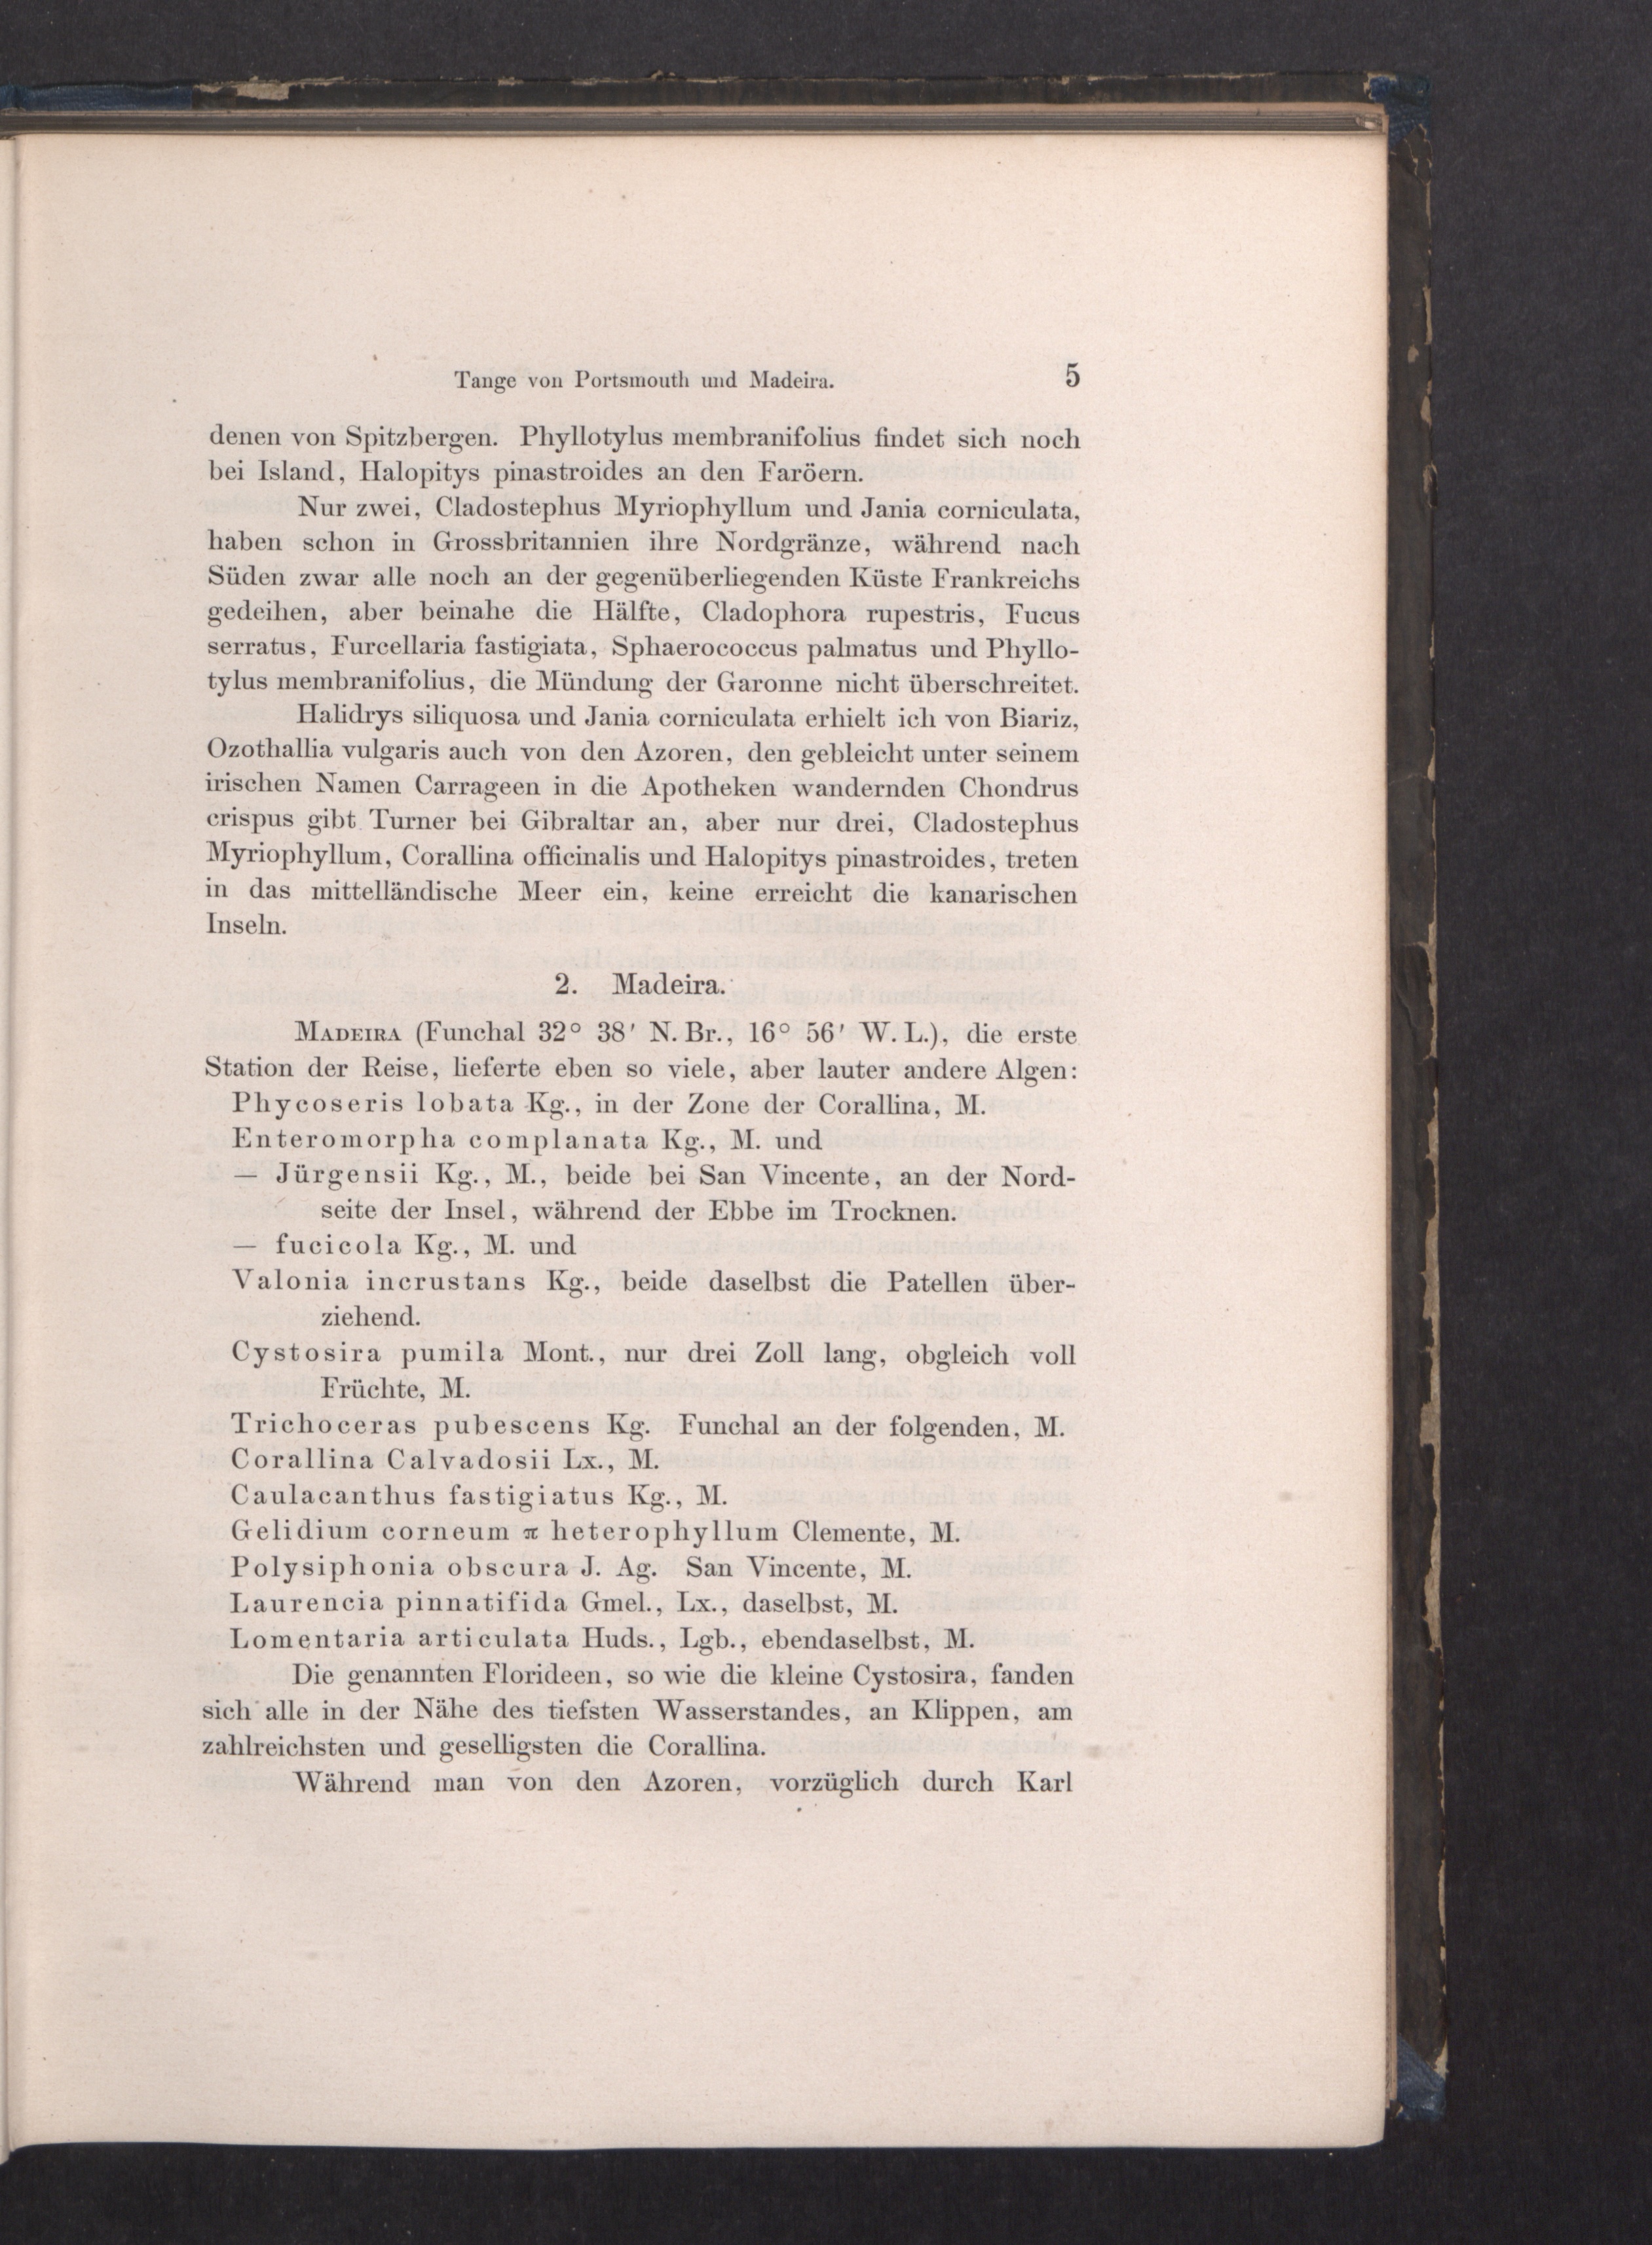 Tange von Portsmouth und Madeira. 5
denen von Spitzbergen. Phyllotylus membranifolius findet sich noch
bei Island, Halopitys pinastroides an den Faröern.
Nur zwei, Cladostephus Myriophyllum und Jania corniculata,
haben schon in Grossbritannien ihre Nordgränze, während nach
Süden zwar alle noch an der gegenüberliegenden Küste Frankreichs
gedeihen, aber beinahe die Hälfte, Cladophora rupestris, Fucus
serratus, Furcellaria fastigiata, Sphaerococcus palmatus und Phyllo-
tylus membranifolius, die Mündung der Garonne nicht überschreitet.
Halidrys siliquosa und Jania corniculata erhielt ich von Biariz,
Ozothallia vulgaris auch von den Azoren, den gebleicht unter seinem
irischen Namen Carrageen in die Apotheken wandernden Chondrus
crispus gibt Turner bei Gibraltar an, aber nur drei, Cladostephus
Myriophyllum, Corallina officinalis und Halopitys pinastroides, treten
in das mittelländische Meer ein, keine erreicht die kanarischen
Inseln.
2. Madeira.
MADEIRA (Funchal 32° 38′ N. Br., 16° 56′ W. L.), die erste
Station der Reise, lieferte eben so viele, aber lauter andere Algen:
Phycoseris lobata Kg., in der Zone der Corallina, M.
Enteromorpha complanata Kg., M. und
— Jürgensii Kg., M., beide bei San Vincente, an der Nord-
seite der Insel, während der Ebbe im Trocknen.
— fucicola Kg., M. und
Valonia incrustans Kg., beide daselbst die Patellen über-
ziehend.
Cystosira pumila Mont., nur drei Zoll lang, obgleich voll
Früchte, M.
Trichoceras pubescens Kg. Funchal an der folgenden, M.
Corallina Calvadosii Lx., M.
Caulacanthus fastigiatus Kg., M.
Gelidium corneum π heterophyllum Clemente, M.
Polysiphonia obscura J. Ag. San Vincente, M.
Laurencia pinnatifida Gmel., Lx., daselbst, M.
Lomentaria articulata Huds., Lgb., ebendaselbst, M.
Die genannten Florideen, so wie die kleine Cystosira, fanden
sich alle in der Nähe des tiefsten Wasserstandes, an Klippen, am
zahlreichsten und geselligsten die Corallina.
Während man von den Azoren, vorzüglich durch Karl